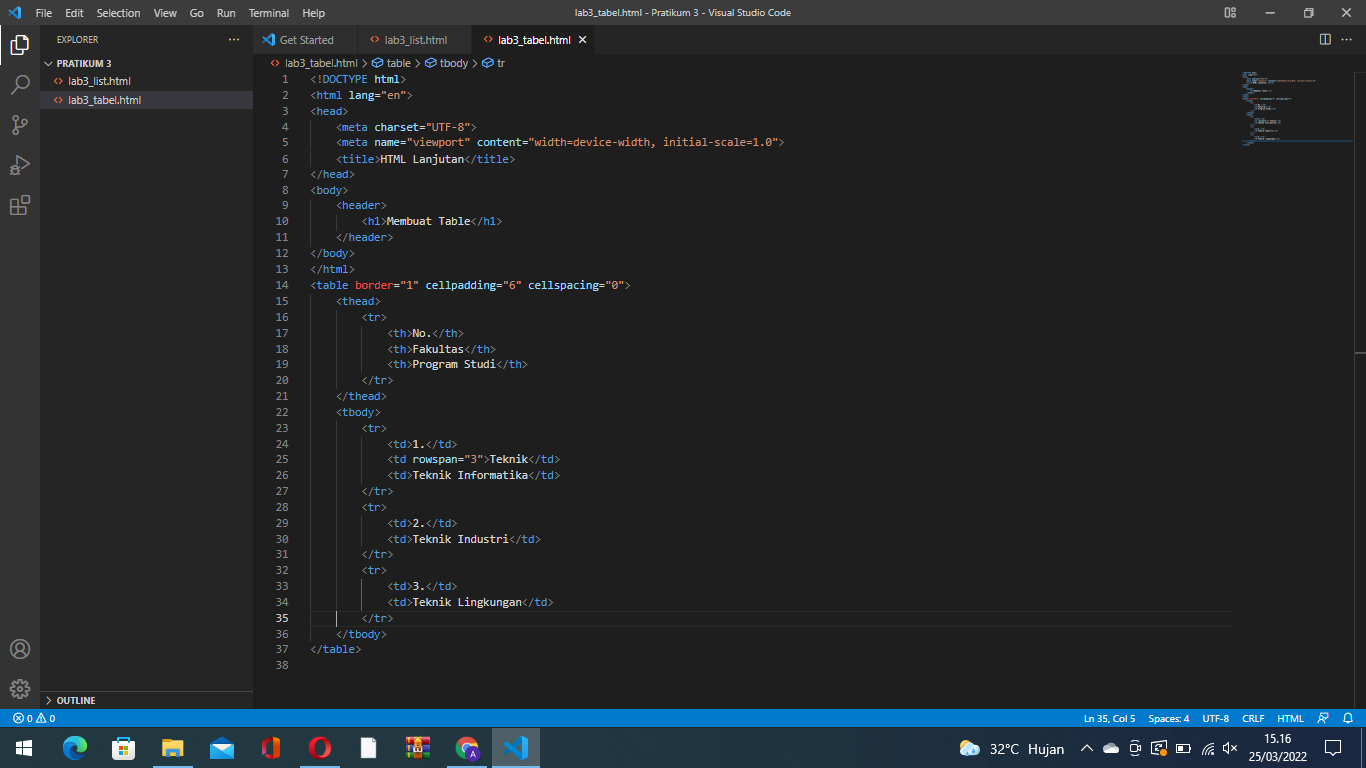 File Edit Selection View Go Run Terminal Help
lab3_tabel.html - Pratikum 3 - Visual Studio Code
EXPLORER
PRATIKUM 3
lab3_list.html
lab3_tabel.html
OUTLINE
Get Started lab3_list.html lab3_tabel.html
lab3_tabel.html > table > tbody > tr
1 <!DOCTYPE html>
2 <html lang="en">
3 <head>
4 <meta charset="UTF-8">
5 <meta name="viewport" content="width=device-width, initial-scale=1.0">
6 <title>HTML Lanjutan</title>
7 </head>
8 <body>
9 <header>
10 <h1>Membuat Table</h1>
11 </header>
12 </body>
13 </html>
14 <table border="1" cellpadding="6" cellspacing="0">
15 <thead>
16 <tr>
17 <th>No.</th>
18 <th>Fakultas</th>
19 <th>Program Studi</th>
20 </tr>
21 </thead>
22 <tbody>
23 <tr>
24 <td>1.</td>
25 <td rowspan="3">Teknik</td>
26 <td>Teknik Informatika</td>
27 </tr>
28 <tr>
29 <td>2.</td>
30 <td>Teknik Industri</td>
31 </tr>
32 <tr>
33 <td>3.</td>
34 <td>Teknik Lingkungan</td>
35 </tr>
36 </tbody>
37 </table>
38
0 0
Ln 35, Col 5 Spaces: 4 UTF-8 CRLF HTML
A
32°C Hujan
15.16
25/03/2022